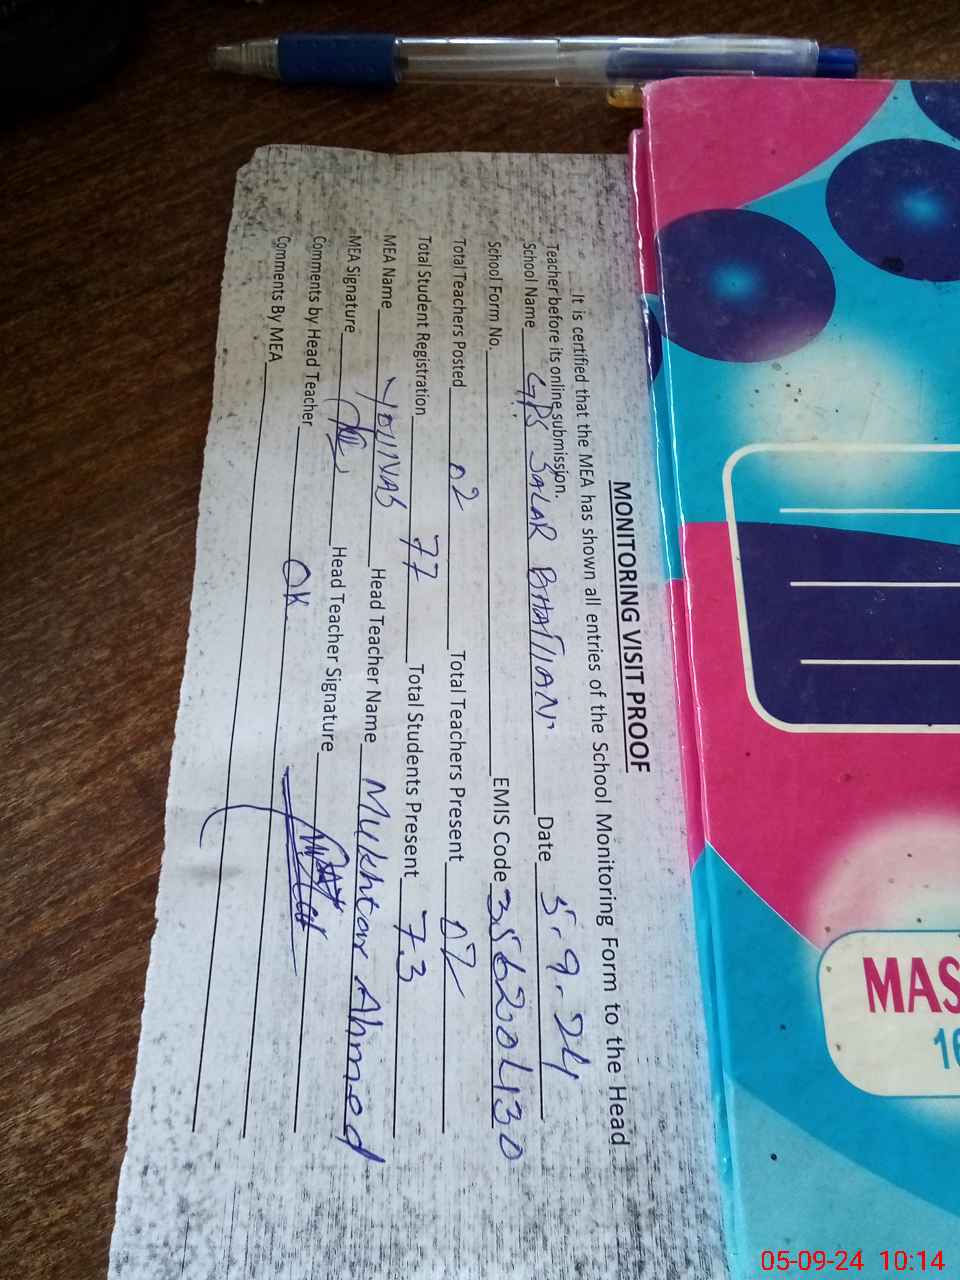 MONITORING VISIT PROOF
It is certified that the MEA has shown all entries of the School Monitoring Form to the Head
Teacher before its online submission.
School Name GPS SALAR BHATIAN Date 5.9.24
School Form No. EMIS Code 35620430
Total Teachers Posted 02 Total Teachers Present 02
Total Student Registration 77 Total Students Present 73
MEA Name YOUNAS Head Teacher Name Mukhtar Ahmad
MEA Signature Head Teacher Signature
Comments by Head Teacher OK
Comments By MEA
MAS
16
05-09-24 10:14